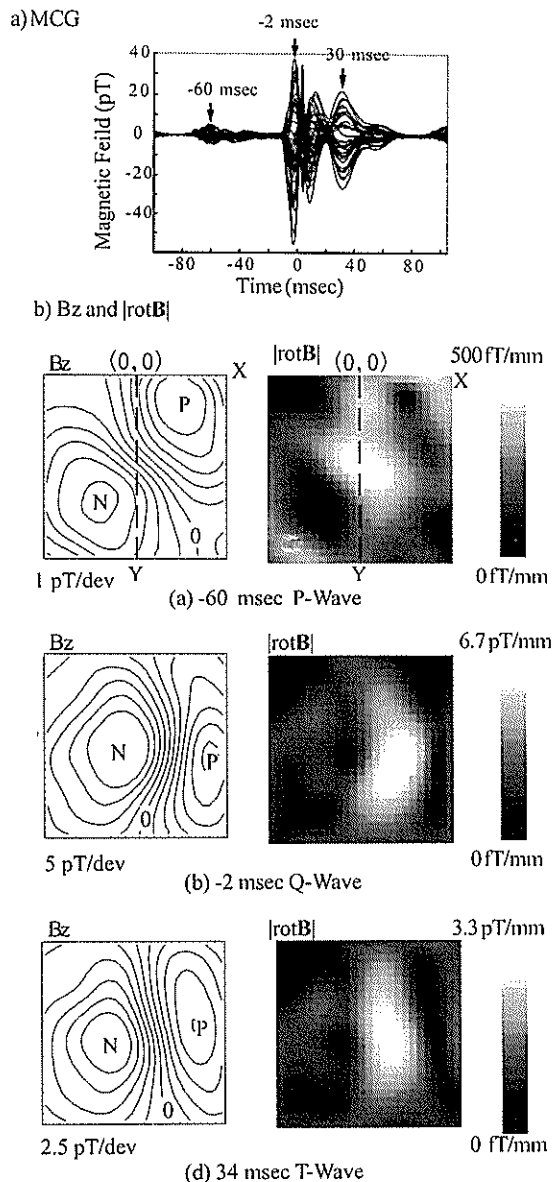 a) MCG
-2 msec
-60 msec
30 msec
Magnetic Feild (pT)
40
20
0
-20
-40
-80 -40 0 40 80
Time (msec)
b) Bz and |rotB|
Bz (0, 0) X
P
N
0
1 pT/dev Y
|rotB| (0, 0) X
Y
500 fT/mm
0 fT/mm
(a) -60 msec P-Wave
Bz
N
P
0
5 pT/dev
|rotB|
6.7 pT/mm
0 fT/mm
(b) -2 msec Q-Wave
Bz
N
P
0
2.5 pT/dev
|rotB|
3.3 pT/mm
0 fT/mm
(d) 34 msec T-Wave